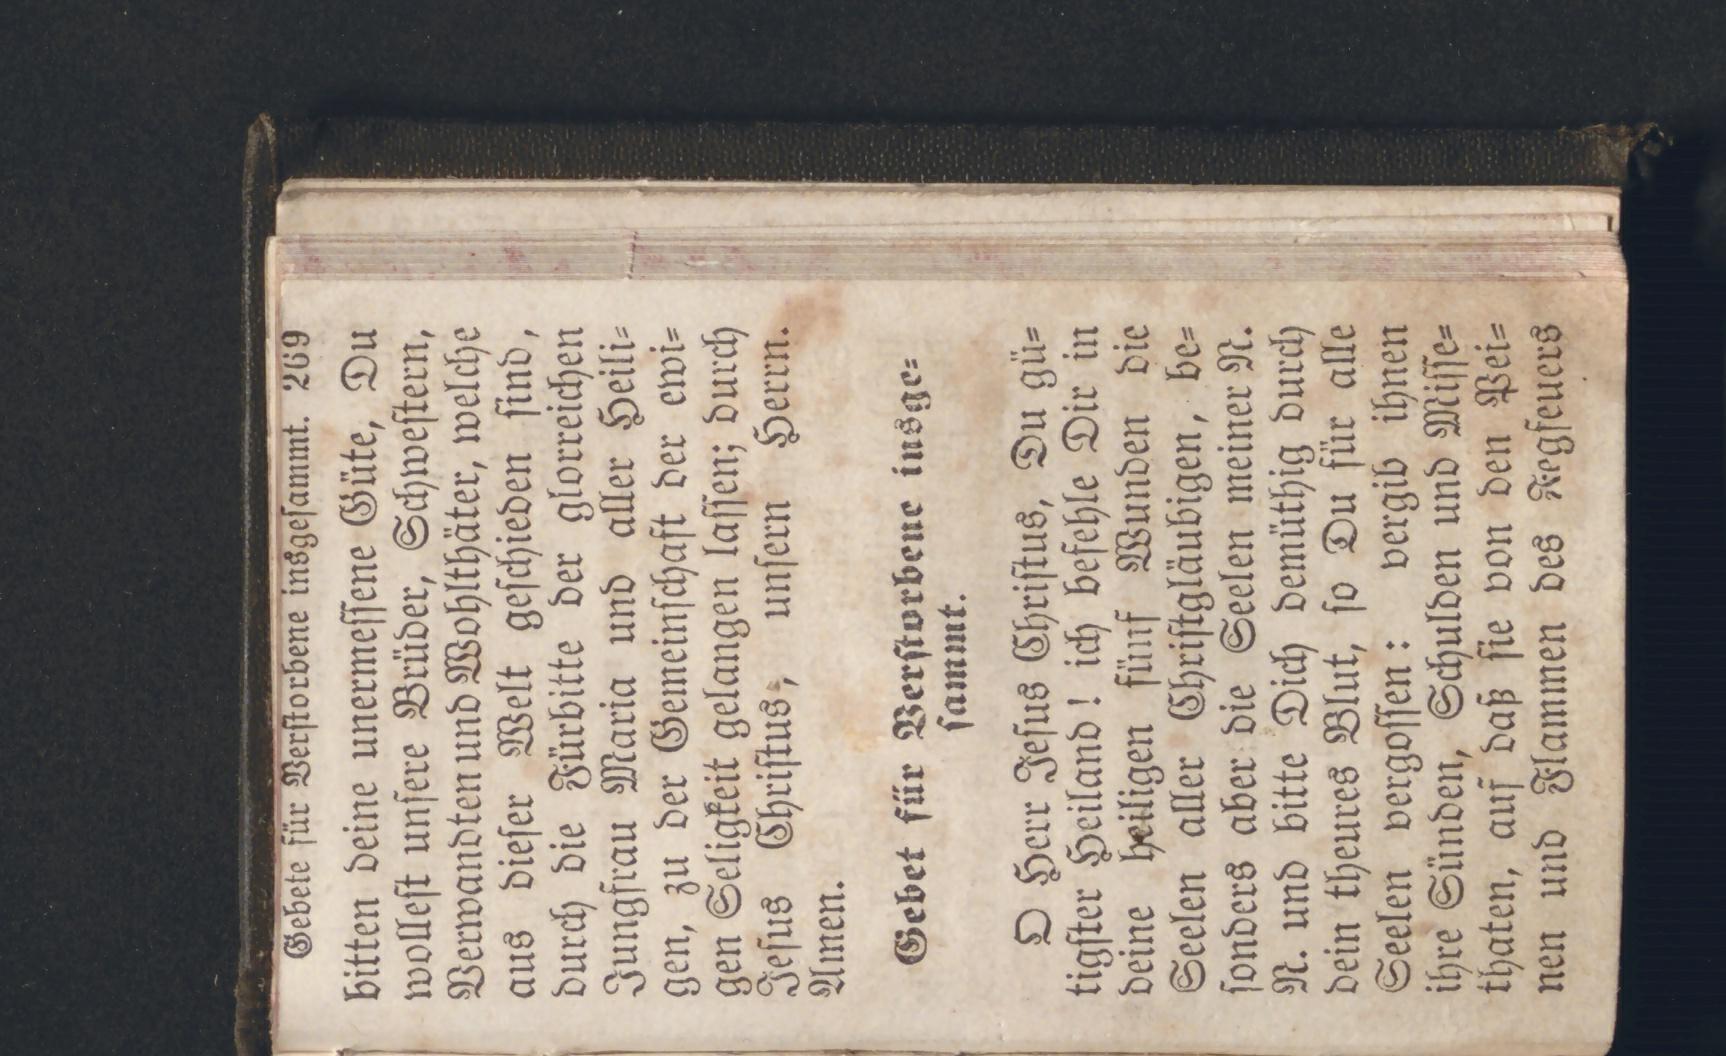 Gebete für Verstorbene insgesammt. 269
bitten deine unermessene Güte, Du
wollest unsere Brüder, Schwestern,
Verwandten und Wohlthäter, welche
aus dieser Welt geschieden sind,
durch die Fürbitte der glorreichen
Jungfrau Maria und aller Heili=
gen, zu der Gemeinschaft der ewi=
gen Seligkeit gelangen lassen; durch
Jesus Christus, unsern Herrn.
Amen.
Gebet für Verstorbene insge=
sammt.
O Herr Jesus Christus, Du gü=
tigster Heiland! ich befehle Dir in
deine heiligen fünf Wunden die
Seelen aller Christgläubigen, be=
sonders aber die Seelen meiner N.
N. und bitte Dich demüthig durch
dein theures Blut, so Du für alle
Seelen vergossen: vergib ihnen
ihre Sünden, Schulden und Misse=
thaten, auf daß sie von den Pei=
nen und Flammen des Fegfeuers